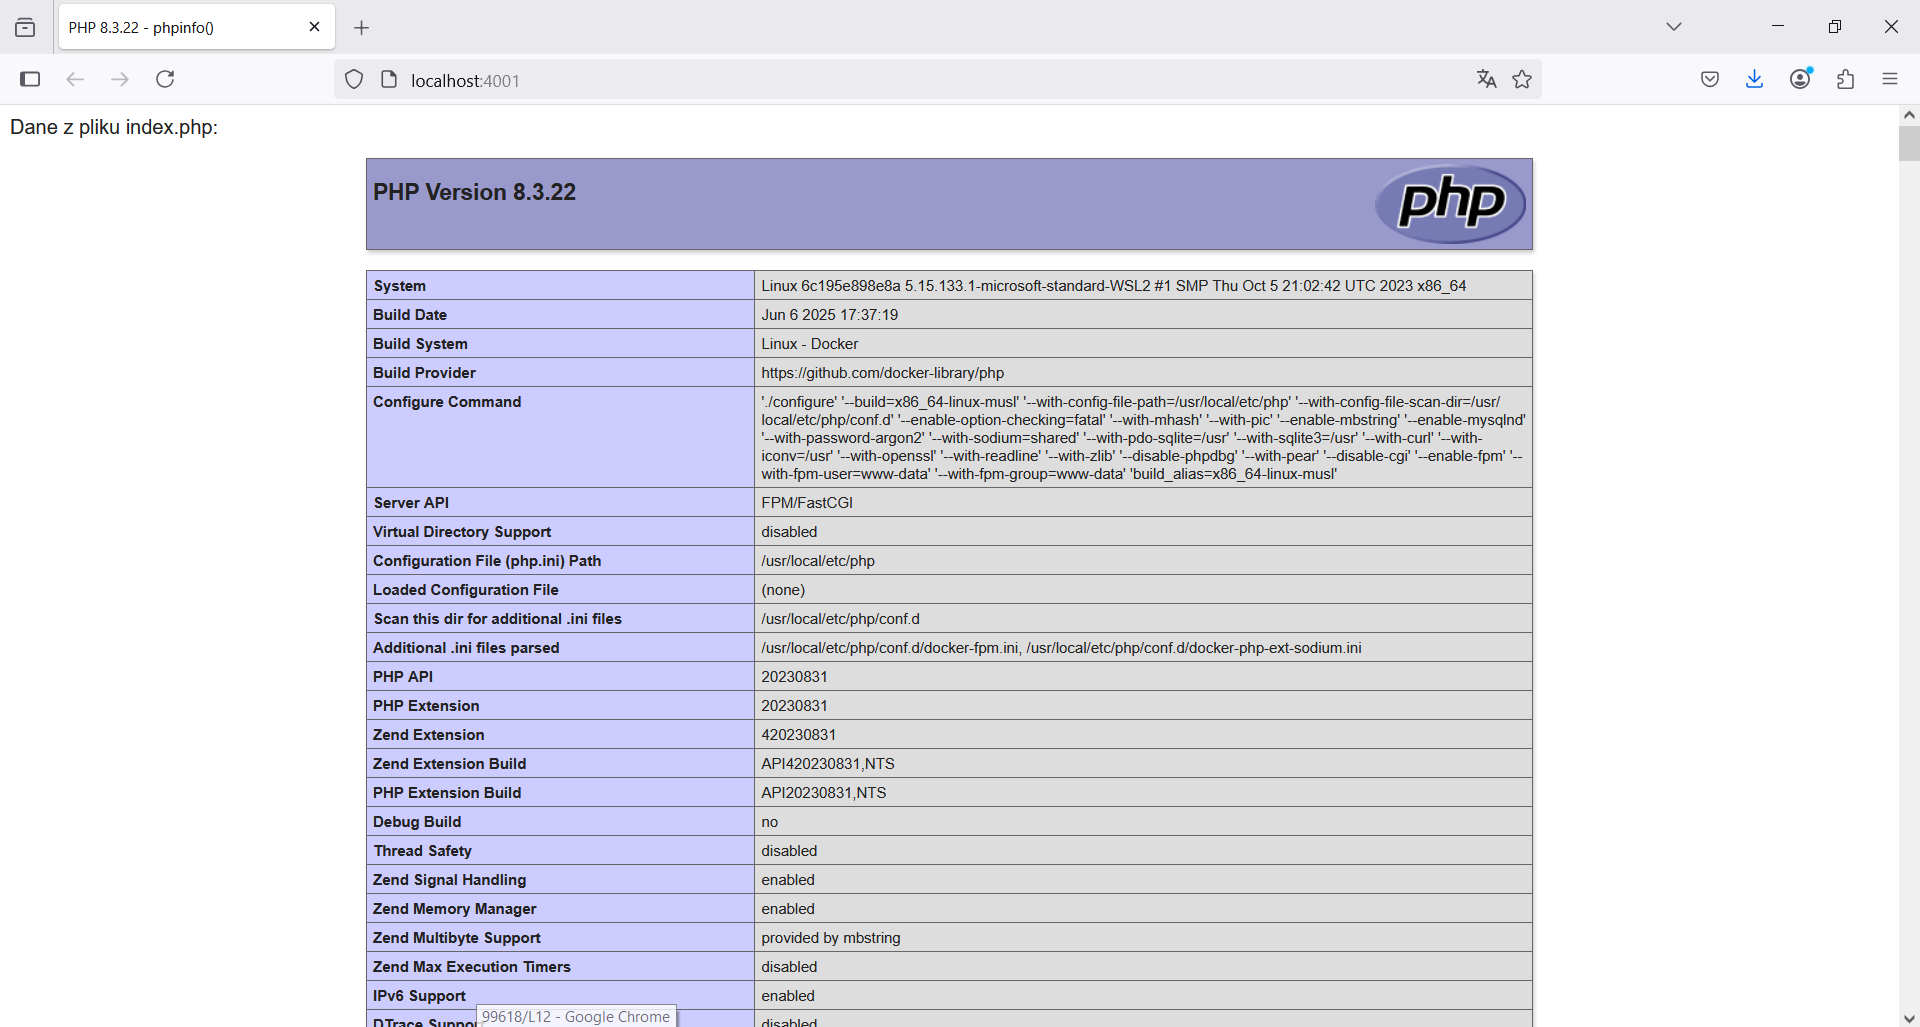 PHP 8.3.22 - phpinfo()
localhost:4001
Dane z pliku index.php:
PHP Version 8.3.22
php
System
Linux 6c195e898e8a 5.15.133.1-microsoft-standard-WSL2 #1 SMP Thu Oct 5 21:02:42 UTC 2023 x86_64
Build Date
Jun 6 2025 17:37:19
Build System
Linux - Docker
Build Provider
https://github.com/docker-library/php
Configure Command
'./configure' '--build=x86_64-linux-musl' '--with-config-file-path=/usr/local/etc/php' '--with-config-file-scan-dir=/usr/
local/etc/php/conf.d' '--enable-option-checking=fatal' '--with-mhash' '--with-pic' '--enable-mbstring' '--enable-mysqlnd'
'--with-password-argon2' '--with-sodium=shared' '--with-pdo-sqlite=/usr' '--with-sqlite3=/usr' '--with-curl' '--with-
iconv=/usr' '--with-openssl' '--with-readline' '--with-zlib' '--disable-phpdbg' '--with-pear' '--disable-cgi' '--enable-fpm' '--
with-fpm-user=www-data' '--with-fpm-group=www-data' 'build_alias=x86_64-linux-musl'
Server API
FPM/FastCGI
Virtual Directory Support
disabled
Configuration File (php.ini) Path
/usr/local/etc/php
Loaded Configuration File
(none)
Scan this dir for additional .ini files
/usr/local/etc/php/conf.d
Additional .ini files parsed
/usr/local/etc/php/conf.d/docker-fpm.ini, /usr/local/etc/php/conf.d/docker-php-ext-sodium.ini
PHP API
20230831
PHP Extension
20230831
Zend Extension
420230831
Zend Extension Build
API420230831,NTS
PHP Extension Build
API20230831,NTS
Debug Build
no
Thread Safety
disabled
Zend Signal Handling
enabled
Zend Memory Manager
enabled
Zend Multibyte Support
provided by mbstring
Zend Max Execution Timers
disabled
IPv6 Support
enabled
DTrace Suppo
disabled
99618/L12 - Google Chrome